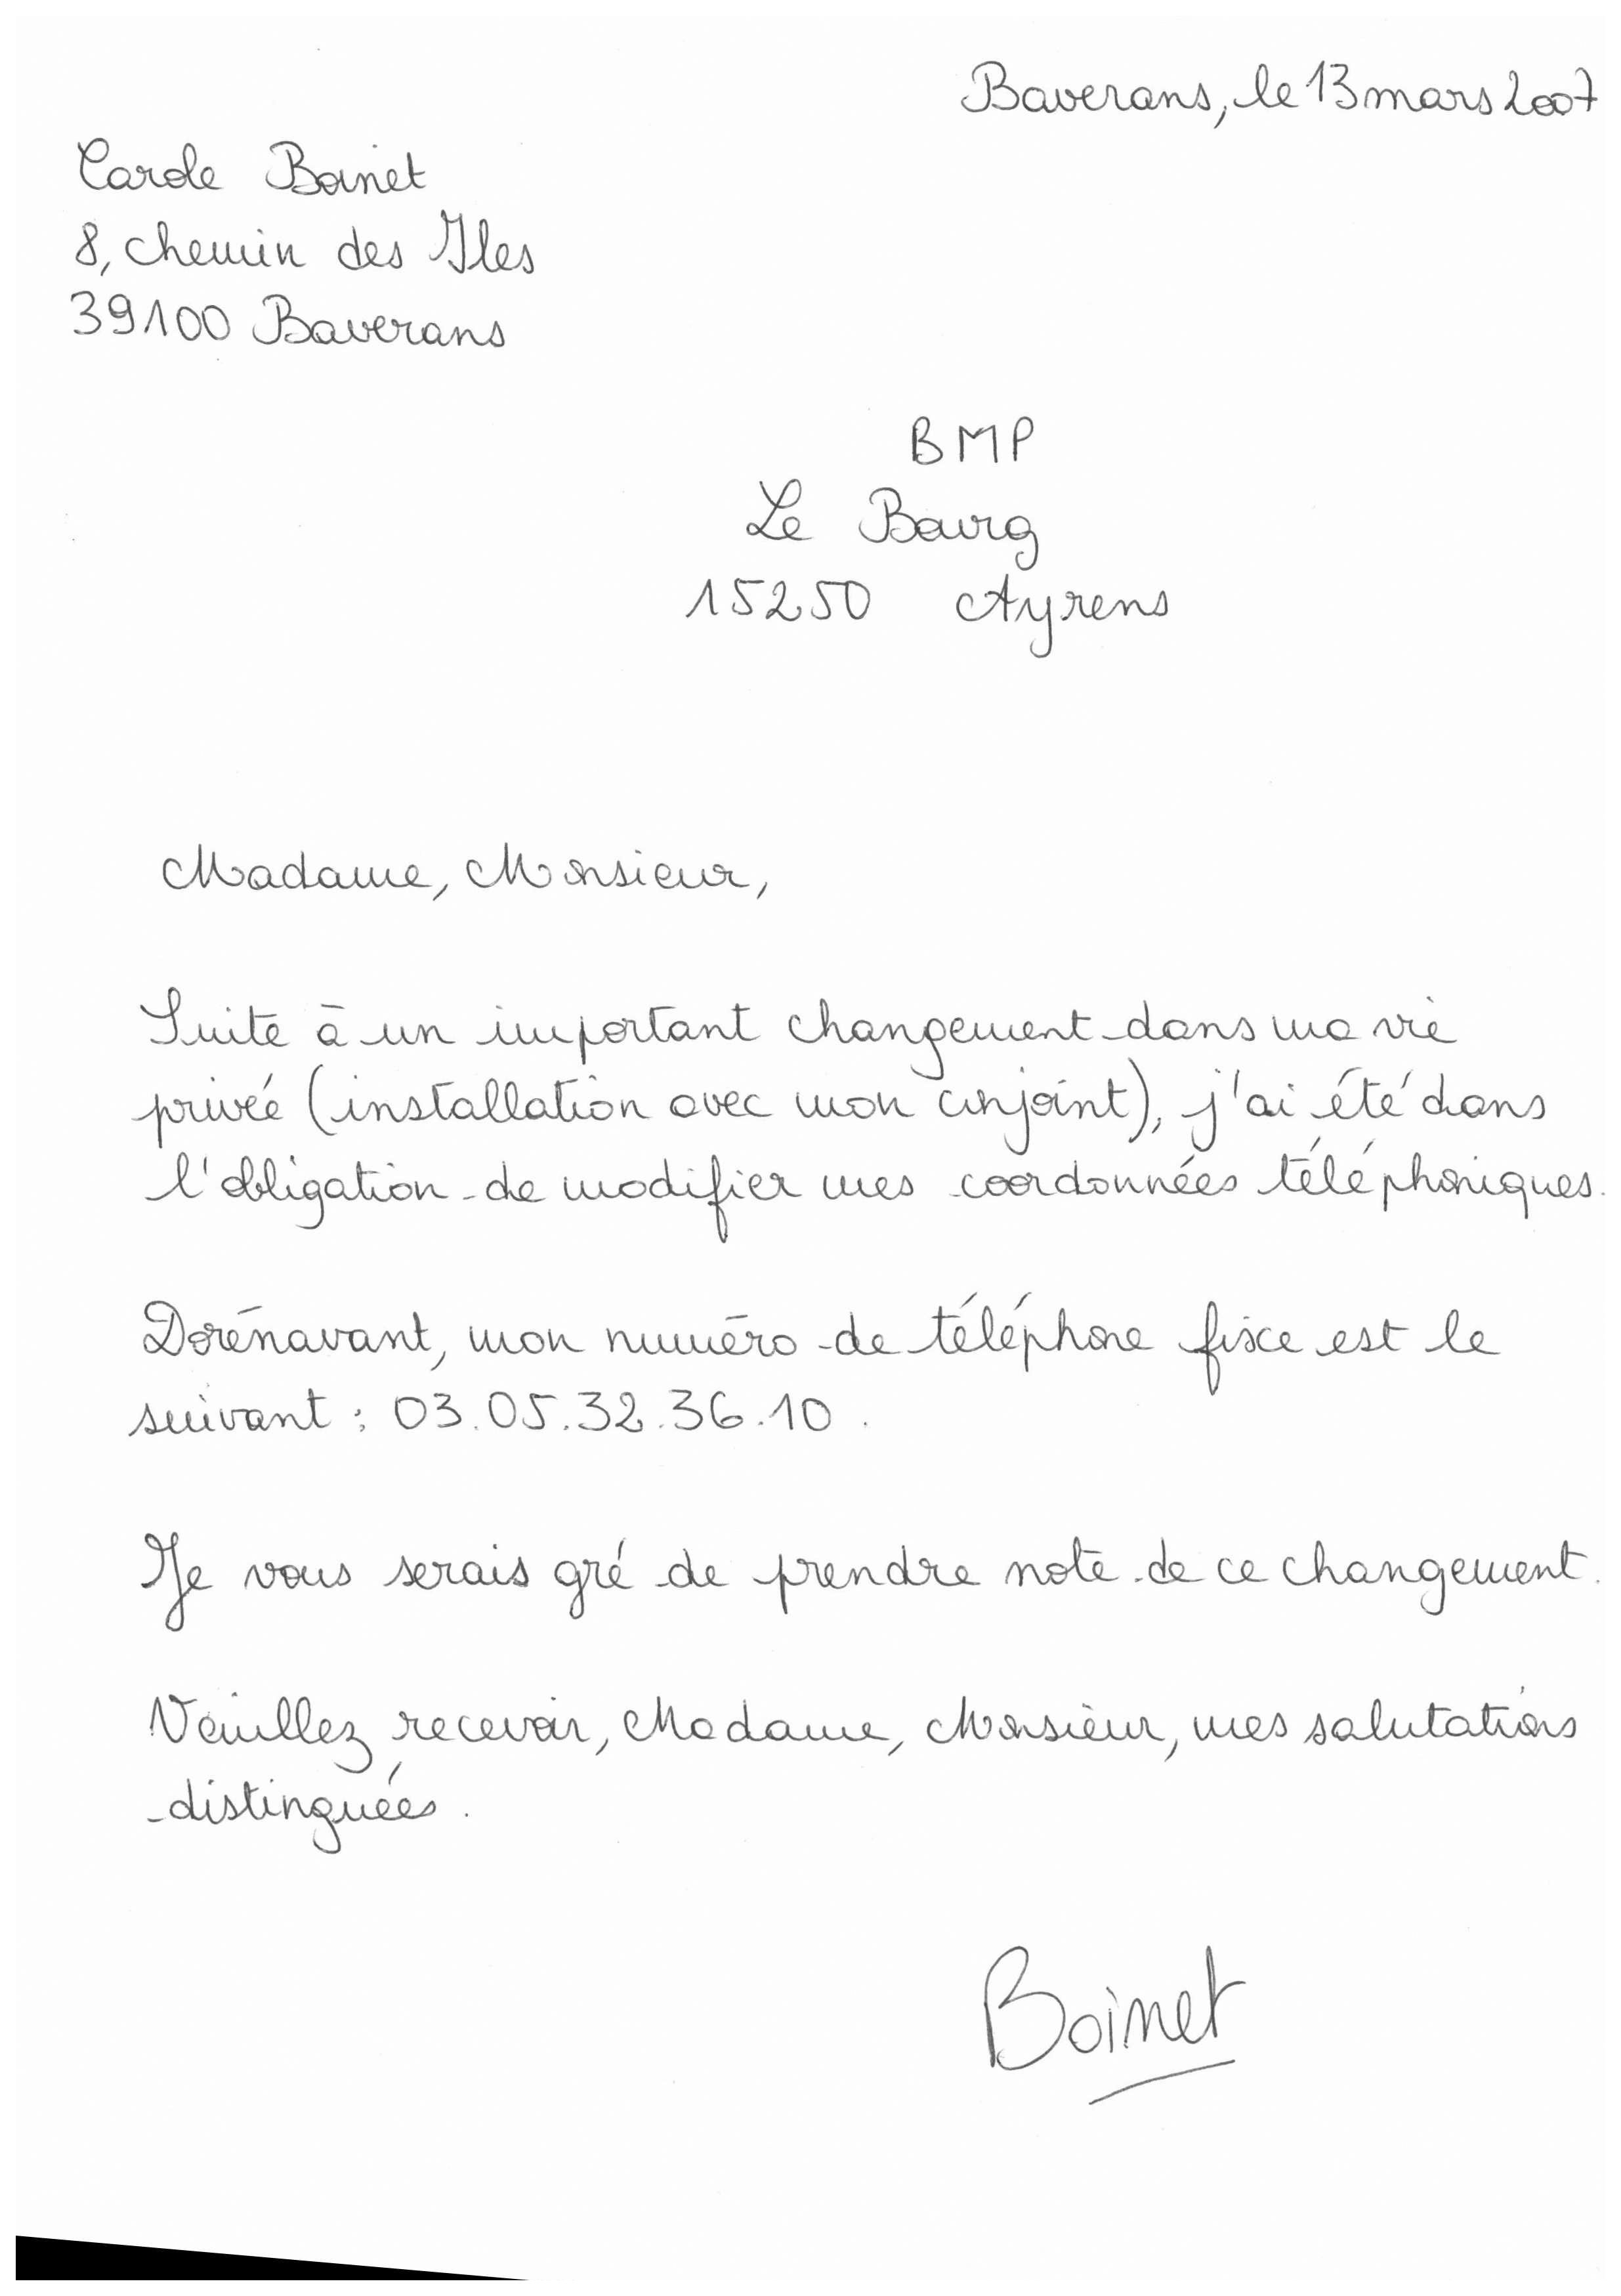 Baverans, le 13 mars 2007
Carole Boinet
8, chemin des Iles
39100 Baverans
BMP
Le Bourg
15250 Ayrens
Madame, Monsieur,
Suite à un important changement dans ma vie
privée (installation avec mon conjoint), j'ai été dans
l'obligation de modifier mes coordonnées téléphoniques.
Dorénavant, mon numéro de téléphone fixe est le
suivant : 03.05.32.36.10.
Je vous serais gré de prendre note de ce changement.
Veuillez recevoir, Madame, Monsieur, mes salutations
distinguées.
Boinet